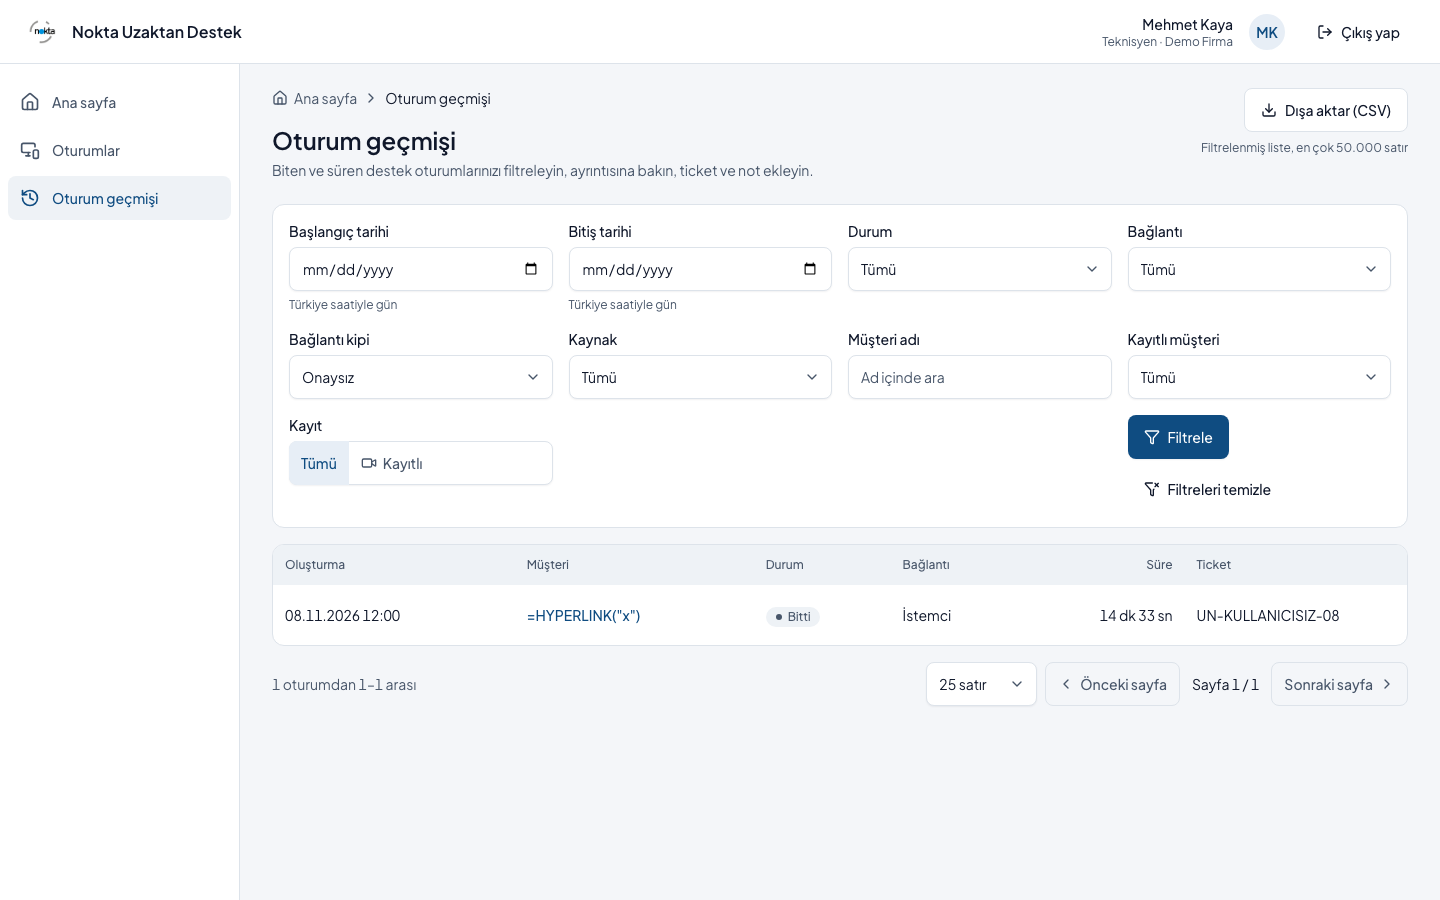 nokta
Nokta Uzaktan Destek
Mehmet Kaya
Teknisyen · Demo Firma
MK
Çıkış yap
Ana sayfa
Oturumlar
Oturum geçmişi
Ana sayfa > Oturum geçmişi
Dışa aktar (CSV)
Filtrelenmiş liste, en çok 50.000 satır
Oturum geçmişi
Biten ve süren destek oturumlarınızı filtreleyin, ayrıntısına bakın, ticket ve not ekleyin.
Başlangıç tarihi
mm/dd/yyyy
Türkiye saatiyle gün
Bitiş tarihi
mm/dd/yyyy
Türkiye saatiyle gün
Durum
Tümü
Bağlantı
Tümü
Bağlantı kipi
Onaysız
Kaynak
Tümü
Müşteri adı
Ad içinde ara
Kayıtlı müşteri
Tümü
Kayıt
Tümü Kayıtlı
Filtrele
Filtreleri temizle
Oluşturma Müşteri Durum Bağlantı Süre Ticket
08.11.2026 12:00 =HYPERLINK("x") Bitti İstemci 14 dk 33 sn UN-KULLANICISIZ-08
1 oturumdan 1–1 arası
25 satır
Önceki sayfa
Sayfa 1 / 1
Sonraki sayfa